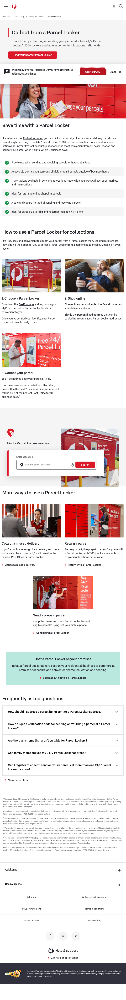 Personal > Receiving > Parcel deliveries > Parcel Lockers
Collect from a Parcel Locker
Save time by collecting or sending your parcel at a free 24/7 Parcel
Locker.1 1100+ lockers available in convenient locations nationwide.
Find your nearest Parcel Locker
We'd really love your feedback. Do you have a moment to
tell us what you think?
Start survey
Close
Save time with a Parcel Locker
If you have a free MyPost account, you can pick up a parcel, collect a missed delivery, or return a
parcel, anytime, using a free 24/7 Parcel Locker. 1100+ lockers available in convenient locations
nationwide. In your MyPost account, just choose the most convenient Parcel Locker location and
collect your parcel when it suits, within 2 business days.
Free to use when sending and receiving parcels with Australia Post
Accessible 24/7 so you can send eligible prepaid parcels outside of business hours
1100+ lockers available in convenient locations nationwide near Post Offices, supermarkets
and train stations
Ideal for returning online shopping parcels
A safe and secure method of sending and receiving parcels
Ideal for parcels up to 16kg and no larger than 35 x 44 x 61cm
How to use a Parcel Locker for collections
It's free, easy and convenient to collect your parcel from a Parcel Locker. Many leading retailers are
now adding the option for you to select a Parcel Locker from a map or list at checkout, making it even
easier.
1. Choose a Parcel Locker
Download the AusPost app and log in or sign up to
MyPost, then add a Parcel Locker location
convenient to you.
Once you've verified your identity, your Parcel
Locker address is ready to use.
2. Shop online
At an online checkout, enter the Parcel Locker as
your delivery address.
This is the personalised address that can be
copied from your saved Parcel Locker addresses.
3. Collect your parcel
You'll be notified once your parcel arrives.
Use the access code provided to collect it any
time within the next 2 business days, otherwise it
will be held at the nearest Post Office for 10
business days.2
Find a Parcel Locker near you
Enter a location
Suburb, city or postcode
Search
More ways to use a Parcel Locker
Collect a missed delivery
If you're not home to sign for a delivery and there
isn't a safe place to leave it,3 we'll take it to the
nearest Post Office or Parcel Locker.
Collect a missed delivery
Return a parcel
Return your eligible prepaid parcels3 anytime with
a Parcel Locker, with 1100+ lockers available in
convenient locations nationwide.
Return with a Parcel Locker
Send a prepaid parcel
Jump the queue and use a Parcel Locker to send
eligible parcels4 using just your mobile phone.
Send using a Parcel Locker
Host a Parcel Locker on your premises
Install a Parcel Locker at zero cost on your residential, business or commercial
premises, for secure and convenient parcel collection and sending.
Learn about hosting a Parcel Locker
Frequently asked questions
How should I address a parcel being sent to a Parcel Locker address?
How do I get a verification code for sending or returning a parcel at a Parcel
Locker?
Are there any items that aren't suitable for Parcel Lockers?
Can family members use my 24/7 Parcel Locker address?
Can I register to collect, send or return parcels at more than one 24/7 Parcel
Locker location?
View more FAQs
1 Terms and conditions apply. Collection time limits apply. Items must be lodged with Australia Post to be delivered into the Parcel
Locker. You have 2 business days to collect your parcel once it has arrived at a Parcel Locker. Parcel Lockers accept parcels up to 16kg
and no larger than 35cm x 44cm x 61cm in size. Letters and standard mail that can be delivered to your letterbox, including Express
Post letters, will not be accepted.
Parcel Locker sending may be unavailable if all Parcel Lockers are full (which may occur during peak times). Please refer to the full
terms and conditions (PDF 396kB) for further details.
2 If your parcel isn't collected within this timeframe, it will be removed and transferred to the nearest Australia Post facility offering
parcel collection during business hours. You'll receive a notification with details of the new location and collection times, and you'll
have 10 business days to pick up your parcel.
3 The option to have your parcel left in a safe place will only be available if the sender has agreed to allow it. This applies to parcels in
transit and addressed to a street address. Additionally, the shipping information provided by the sender must include your registered
email address, mobile number, or other details that allow us to match the parcel to your MyPost account.
4 Terms and conditions (PDF 396kB) apply. Parcels must be appropriately packed in either a prepaid satchel or a parcel mailing box,
or in a parcel with a paid postage label. Parcels must be under 16kg and no larger than 35 x 44 x 61cm in size. Letters and standard mail
are not accepted. The Express Post guarantee does not apply to parcels sent using a Parcel Locker.
Fees and charges will apply to carriers other than Australia Post and StarTrack to lodge parcels under the Parcel Locker and Parcel
Collect (Post Office) services. This cost may be passed on. Read our terms and conditions (PDF 396kB) for more details.
Quick links
Read our blogs
Sitemap
Online security & scams
Privacy statement
Terms & conditions
About our site
Accessibility
Help & support
Get help or get in touch
Australia Post acknowledges the Traditional Custodians of the land on which we operate, live and gather as
a team. We recognise their continuing connection to land, water and community. We pay respect to Elders
past, present and emerging.